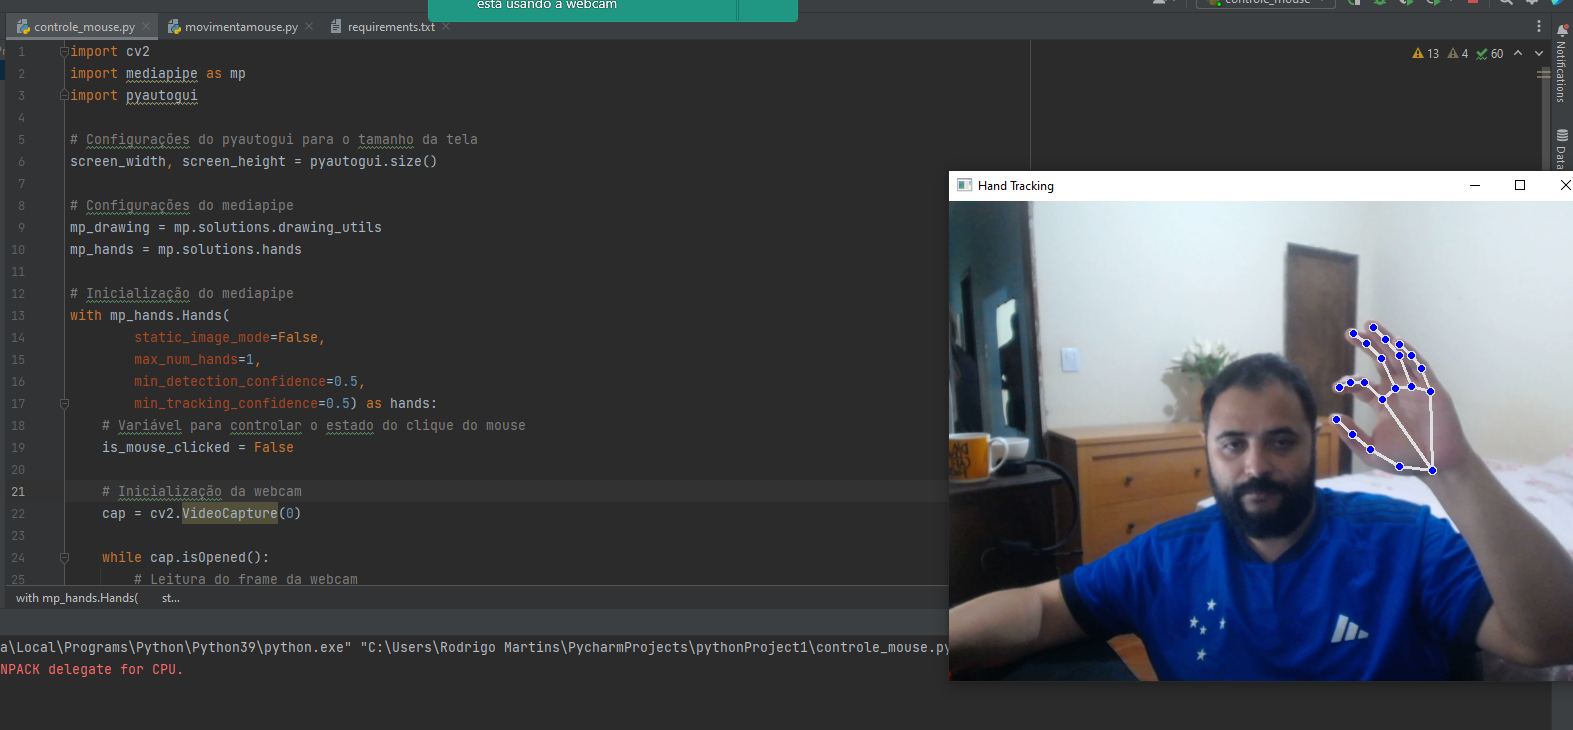 está usando a webcam
controle_mouse
controle_mouse.py
movimentamouse.py
requirements.txt
13 4 60
Notifications
Data
1 import cv2
2 import mediapipe as mp
3 import pyautogui
4
5 # Configurações do pyautogui para o tamanho da tela
6 screen_width, screen_height = pyautogui.size()
7
8 # Configurações do mediapipe
9 mp_drawing = mp.solutions.drawing_utils
10 mp_hands = mp.solutions.hands
11
12 # Inicialização do mediapipe
13 with mp_hands.Hands(
14 static_image_mode=False,
15 max_num_hands=1,
16 min_detection_confidence=0.5,
17 min_tracking_confidence=0.5) as hands:
18 # Variável para controlar o estado do clique do mouse
19 is_mouse_clicked = False
20
21 # Inicialização da webcam
22 cap = cv2.VideoCapture(0)
23
24 while cap.isOpened():
25 # Leitura do frame da webcam
with mp_hands.Hands( st...
a\Local\Programs\Python\Python39\python.exe" "C:\Users\Rodrigo Martins\PycharmProjects\pythonProject1\controle_mouse.py
NPACK delegate for CPU.
Hand Tracking